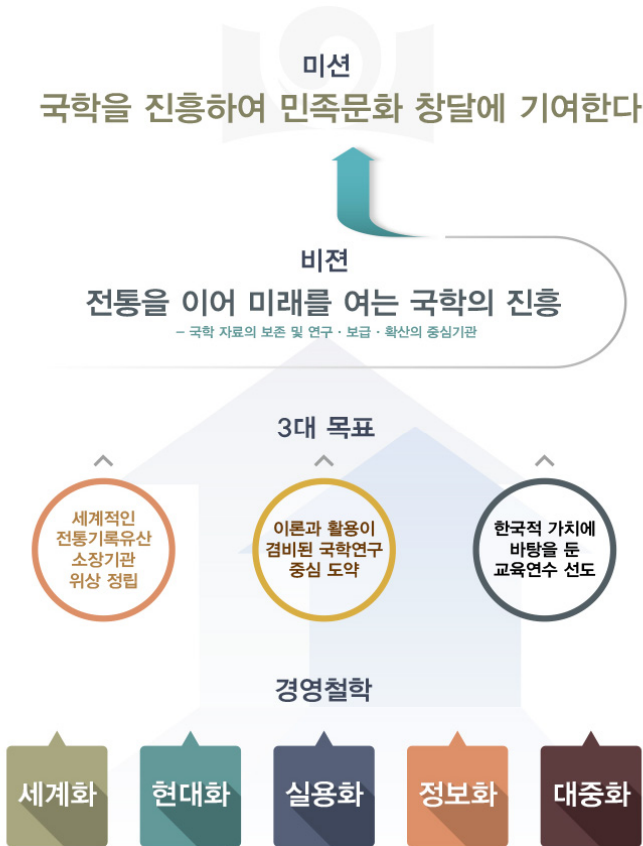 미션
국학을 진흥하여 민족문화 창달에 기여한다
비젼
전통을 이어 미래를 여는 국학의 진흥
- 국학 자료의 보존 및 연구 · 보급 · 확산의 중심기관
3대 목표
세계적인
전통기록유산
소장기관
위상 정립
이론과 활용이
겸비된 국학연구
중심 도약
한국적 가치에
바탕을 둔
교육연수 선도
경영철학
세계화
현대화
실용화
정보화
대중화